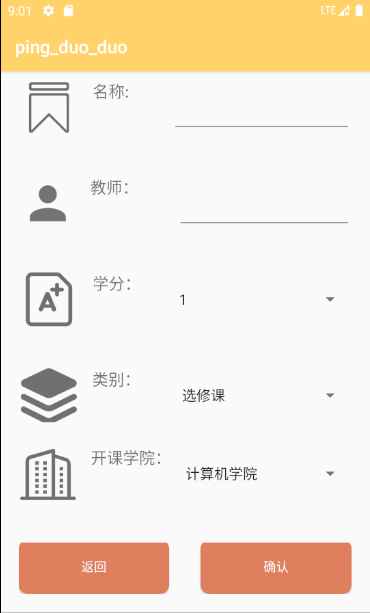 9:01 LTE
ping_duo_duo
名称:
教师:
学分:
A+
1
类别:
选修课
开课学院:
计算机学院
返回 确认